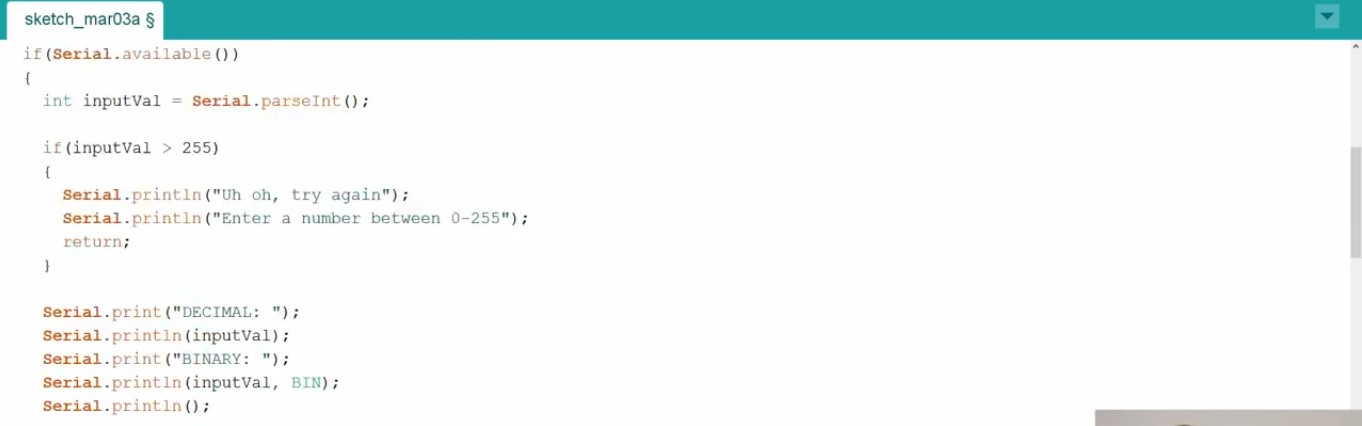 sketch_mar03a §
if(Serial.available())
{
int inputVal = Serial.parseInt();
if(inputVal > 255)
{
Serial.println("Uh oh, try again");
Serial.println("Enter a number between 0-255");
return;
}
Serial.print("DECIMAL: ");
Serial.println(inputVal);
Serial.print("BINARY: ");
Serial.println(inputVal, BIN);
Serial.println();